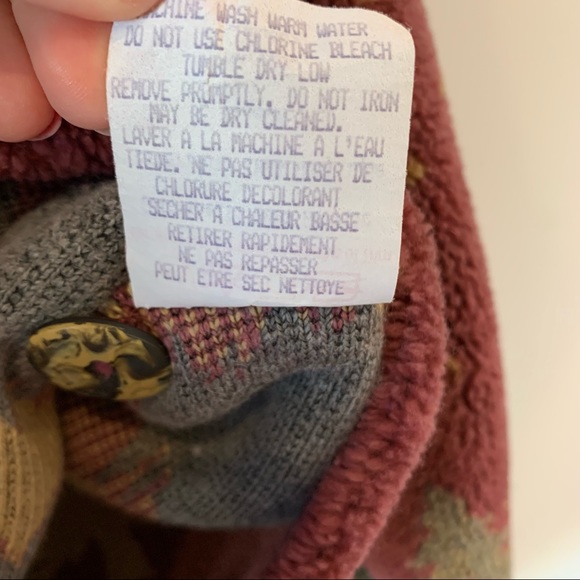 MACHINE WASH WARM WATER
DO NOT USE CHLORINE BLEACH
TUMBLE DRY LOW
REMOVE PROMPTLY. DO NOT IRON
MAY BE DRY CLEANED.
LAVER A LA MACHINE A L'EAU
TIEDE. NE PAS UTILISER DE
CHLORURE DECOLORANT
SECHER A CHALEUR BASSE
RETIRER RAPIDEMENT
NE PAS REPASSER
PEUT ETRE SEC NETTOYE